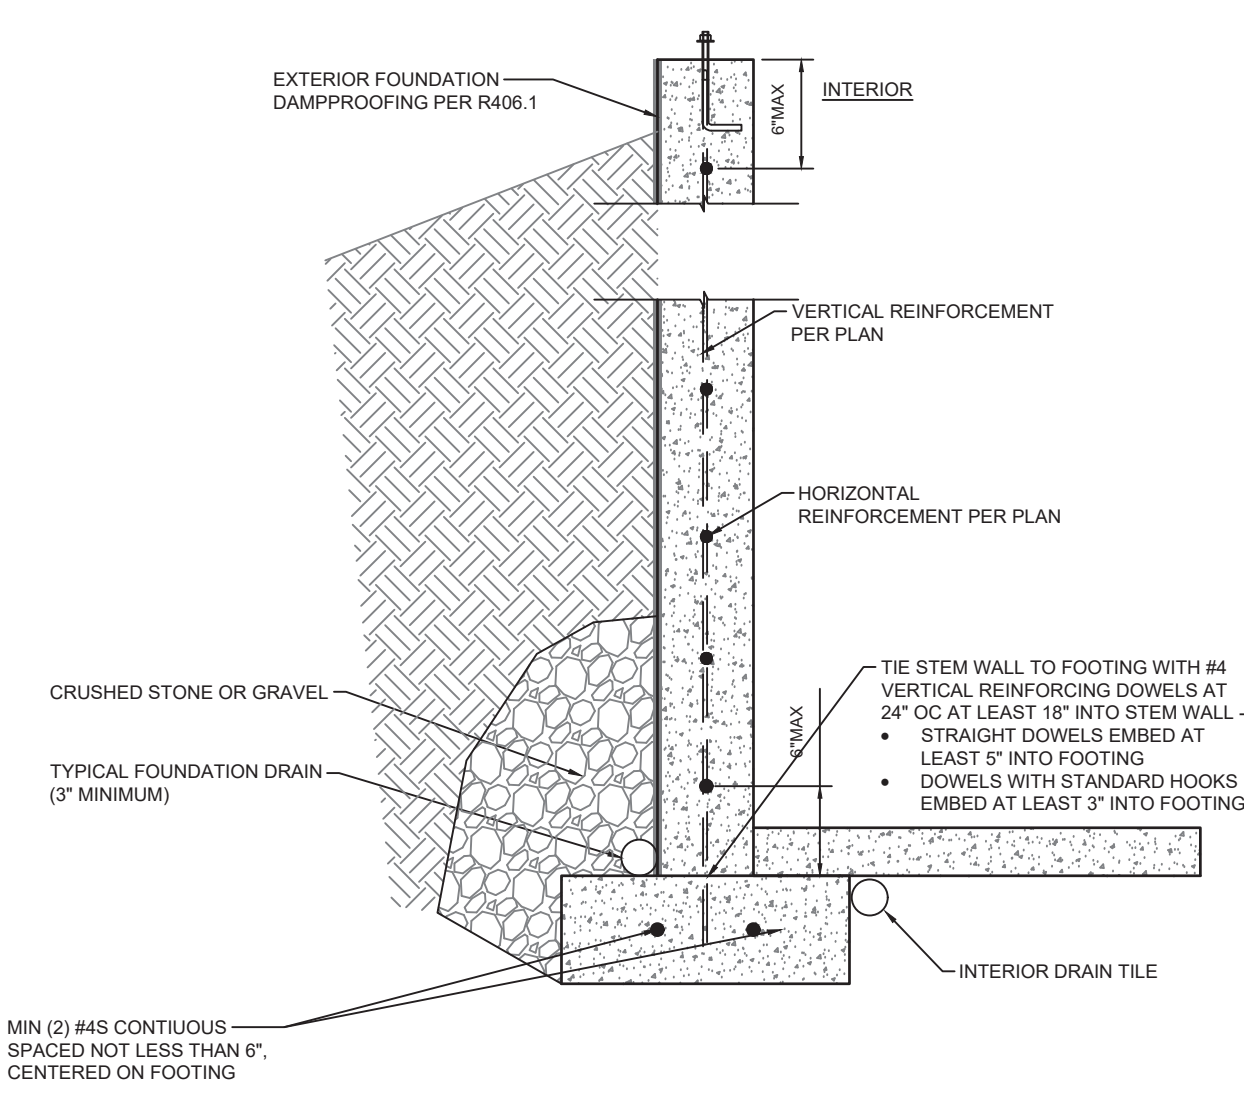 EXTERIOR FOUNDATION
DAMPPROOFING PER R406.1
6"MAX
INTERIOR
VERTICAL REINFORCEMENT
PER PLAN
HORIZONTAL
REINFORCEMENT PER PLAN
CRUSHED STONE OR GRAVEL
TYPICAL FOUNDATION DRAIN
(3" MINIMUM)
6"MAX
TIE STEM WALL TO FOOTING WITH #4
VERTICAL REINFORCING DOWELS AT
24" OC AT LEAST 18" INTO STEM WALL -
• STRAIGHT DOWELS EMBED AT
LEAST 5" INTO FOOTING
• DOWELS WITH STANDARD HOOKS
EMBED AT LEAST 3" INTO FOOTING
INTERIOR DRAIN TILE
MIN (2) #4S CONTIUOUS
SPACED NOT LESS THAN 6",
CENTERED ON FOOTING